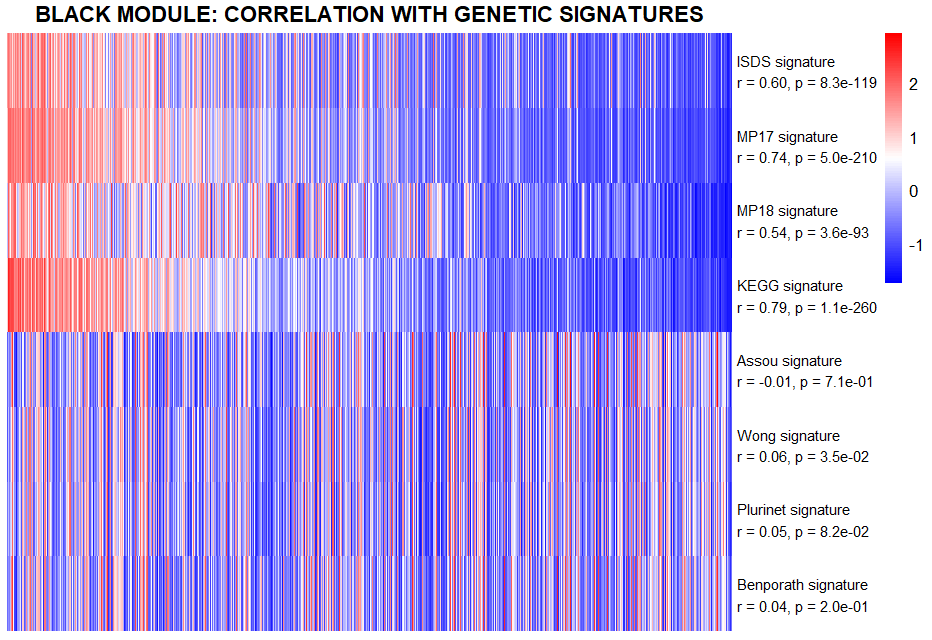 BLACK MODULE: CORRELATION WITH GENETIC SIGNATURES
ISDS signature
r = 0.60, p = 8.3e-119
MP17 signature
r = 0.74, p = 5.0e-210
MP18 signature
r = 0.54, p = 3.6e-93
KEGG signature
r = 0.79, p = 1.1e-260
Assou signature
r = -0.01, p = 7.1e-01
Wong signature
r = 0.06, p = 3.5e-02
Plurinet signature
r = 0.05, p = 8.2e-02
Benporath signature
r = 0.04, p = 2.0e-01
2
1
0
-1